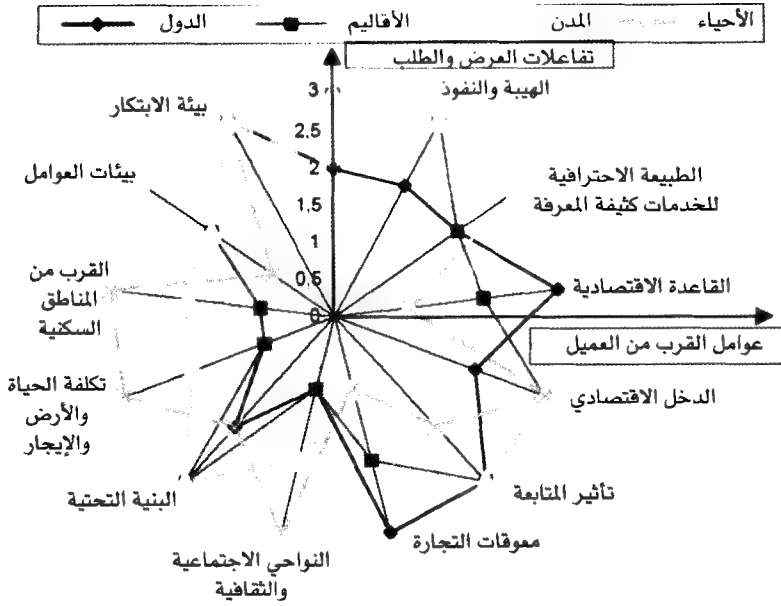 الدول
الأقاليم
المدن
الأحياء
تفاعلات العرض والطلب
الهيبة والنفوذ
3
2,5
2
1,5
1
0,5
0
بيئة الابتكار
بيئات العوامل
القرب من
المناطق
السكنية
تكلفة الحياة
والأرض
والإيجار
البنية التحتية
النواحي الاجتماعية
والثقافية
معوقات التجارة
تأثير المتابعة
الدخل الاقتصادي
عوامل القرب من العميل
القاعدة الاقتصادية
الطبيعة الاحترافية
للخدمات كثيفة المعرفة